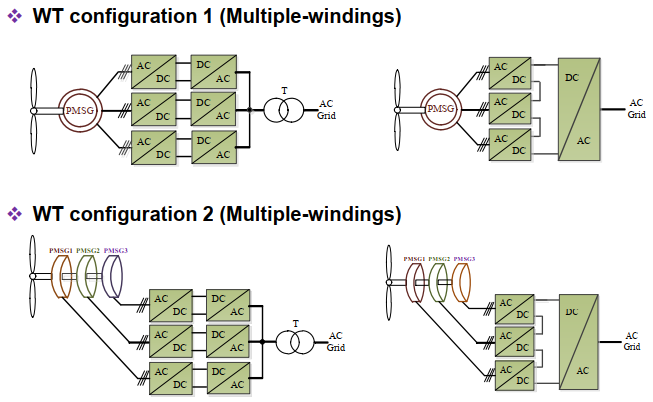 ❖ WT configuration 1 (Multiple-windings)
PMSG
AC
DC
DC
AC
AC
DC
DC
AC
AC
DC
DC
AC
T
AC
Grid
PMSG
AC
DC
AC
DC
AC
DC
DC
AC
AC
Grid
❖ WT configuration 2 (Multiple-windings)
PMSG1 PMSG2 PMSG3
AC
DC
DC
AC
AC
DC
DC
AC
AC
DC
DC
AC
T
AC
Grid
PMSG1 PMSG2 PMSG3
AC
DC
AC
DC
AC
DC
DC
AC
AC
Grid